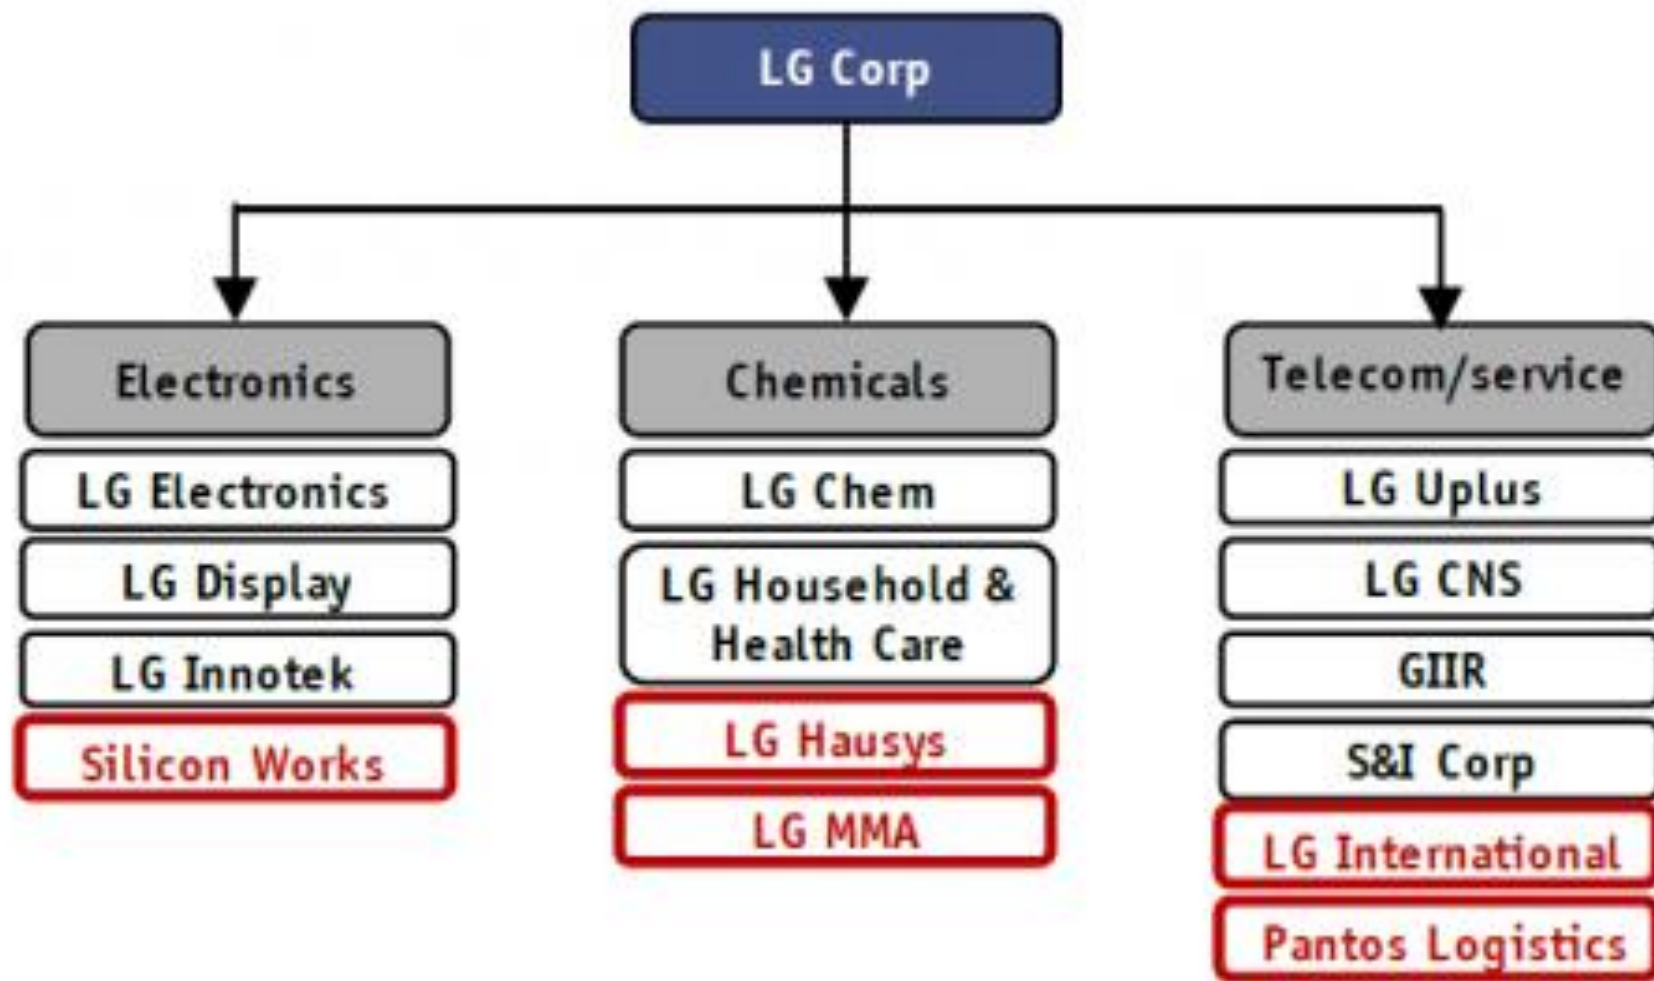 LG Corp
Electronics
LG Electronics
LG Display
LG Innotek
Silicon Works
Chemicals
LG Chem
LG Household &
Health Care
LG Hausys
LG MMA
Telecom/service
LG Uplus
LG CNS
GIIR
S&I Corp
LG International
Pantos Logistics